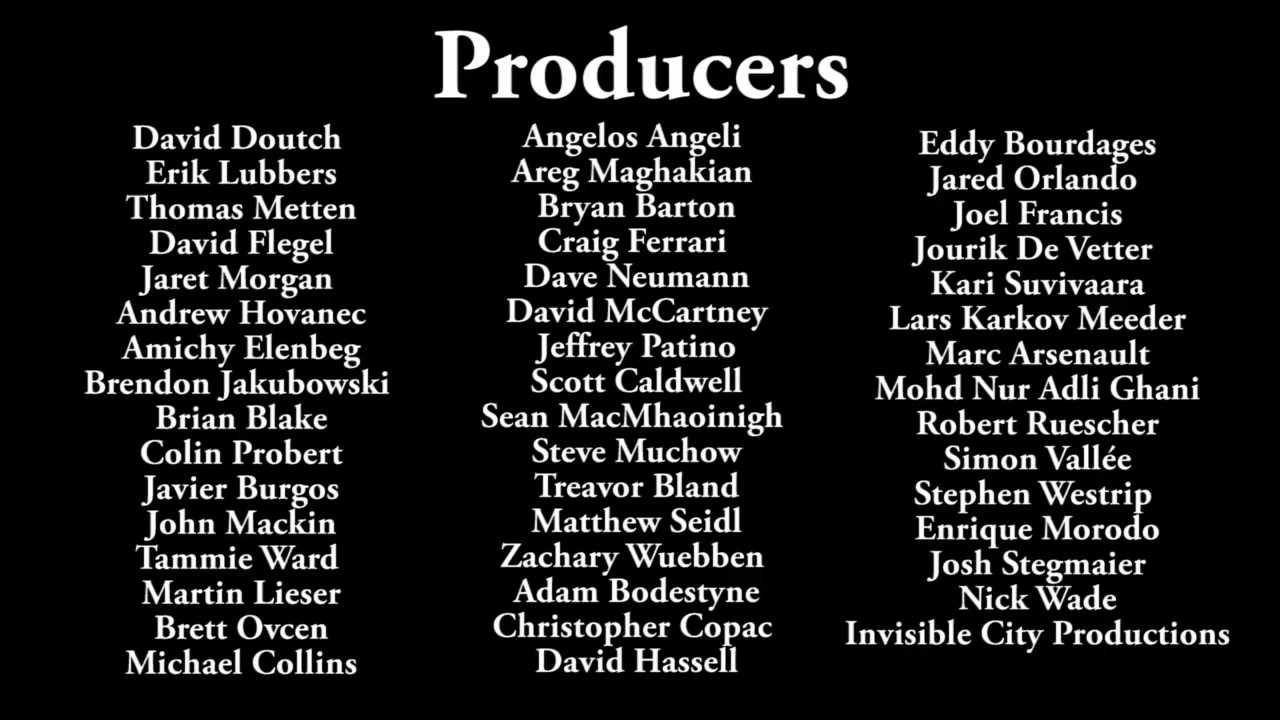 Producers
David Doutch
Erik Lubbers
Thomas Metten
David Flegel
Jaret Morgan
Andrew Hovanec
Amichy Elenbeg
Brendon Jakubowski
Brian Blake
Colin Probert
Javier Burgos
John Mackin
Tammie Ward
Martin Lieser
Brett Ovcen
Michael Collins
Angelos Angeli
Areg Maghakian
Bryan Barton
Craig Ferrari
Dave Neumann
David McCartney
Jeffrey Patino
Scott Caldwell
Sean MacMhaoinigh
Steve Muchow
Treavor Bland
Matthew Seidl
Zachary Wuebben
Adam Bodestyne
Christopher Copac
David Hassell
Eddy Bourdages
Jared Orlando
Joel Francis
Jourik De Vetter
Kari Suvivaara
Lars Karkov Meeder
Marc Arsenault
Mohd Nur Adli Ghani
Robert Ruescher
Simon Vallée
Stephen Westrip
Enrique Morodo
Josh Stegmaier
Nick Wade
Invisible City Productions